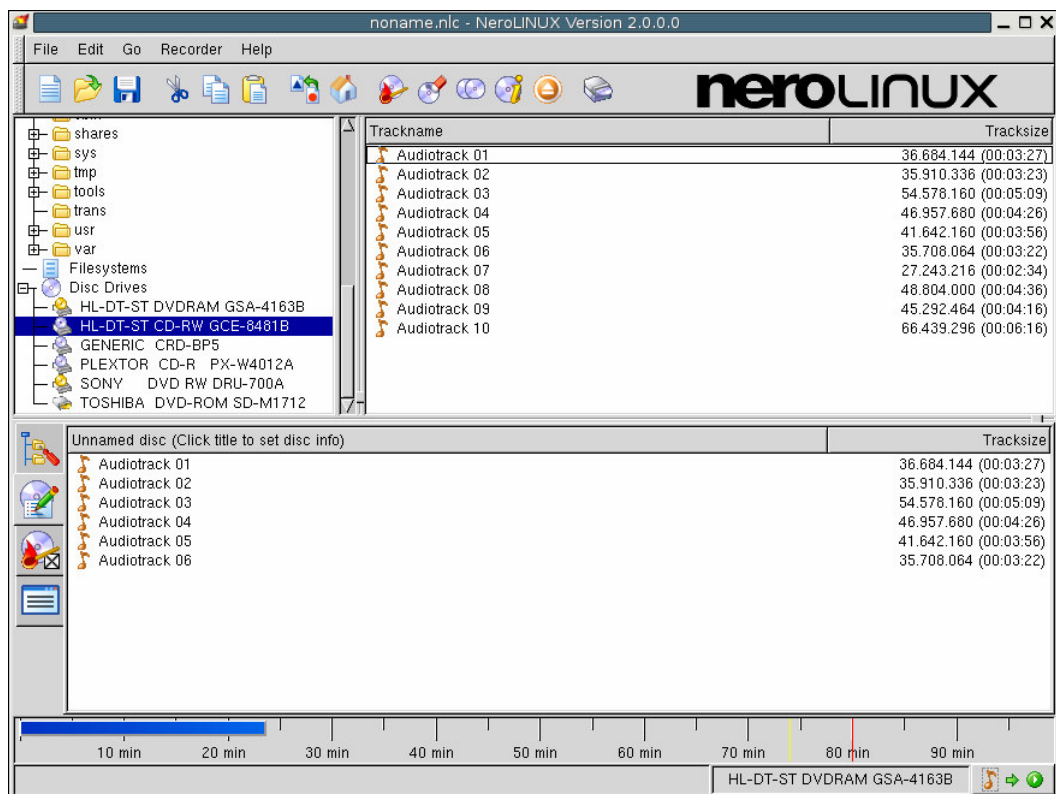 noname.nlc - NeroLINUX Version 2.0.0.0
File Edit Go Recorder Help
nero LINUX
shares
sys
tmp
tools
trans
usr
var
Filesystems
Disc Drives
HL-DT-ST DVDRAM GSA-4163B
HL-DT-ST CD-RW GCE-8481B
GENERIC CRD-BP5
PLEXTOR CD-R PX-W4012A
SONY DVD RW DRU-700A
TOSHIBA DVD-ROM SD-M1712
Trackname Tracksize
Audiotrack 01 36.684.144 (00:03:27)
Audiotrack 02 35.910.336 (00:03:23)
Audiotrack 03 54.578.160 (00:05:09)
Audiotrack 04 46.957.680 (00:04:26)
Audiotrack 05 41.642.160 (00:03:56)
Audiotrack 06 35.708.064 (00:03:22)
Audiotrack 07 27.243.216 (00:02:34)
Audiotrack 08 48.804.000 (00:04:36)
Audiotrack 09 45.292.464 (00:04:16)
Audiotrack 10 66.439.296 (00:06:16)
Unnamed disc (Click title to set disc info) Tracksize
Audiotrack 01 36.684.144 (00:03:27)
Audiotrack 02 35.910.336 (00:03:23)
Audiotrack 03 54.578.160 (00:05:09)
Audiotrack 04 46.957.680 (00:04:26)
Audiotrack 05 41.642.160 (00:03:56)
Audiotrack 06 35.708.064 (00:03:22)
10 min 20 min 30 min 40 min 50 min 60 min 70 min 80 min 90 min
HL-DT-ST DVDRAM GSA-4163B